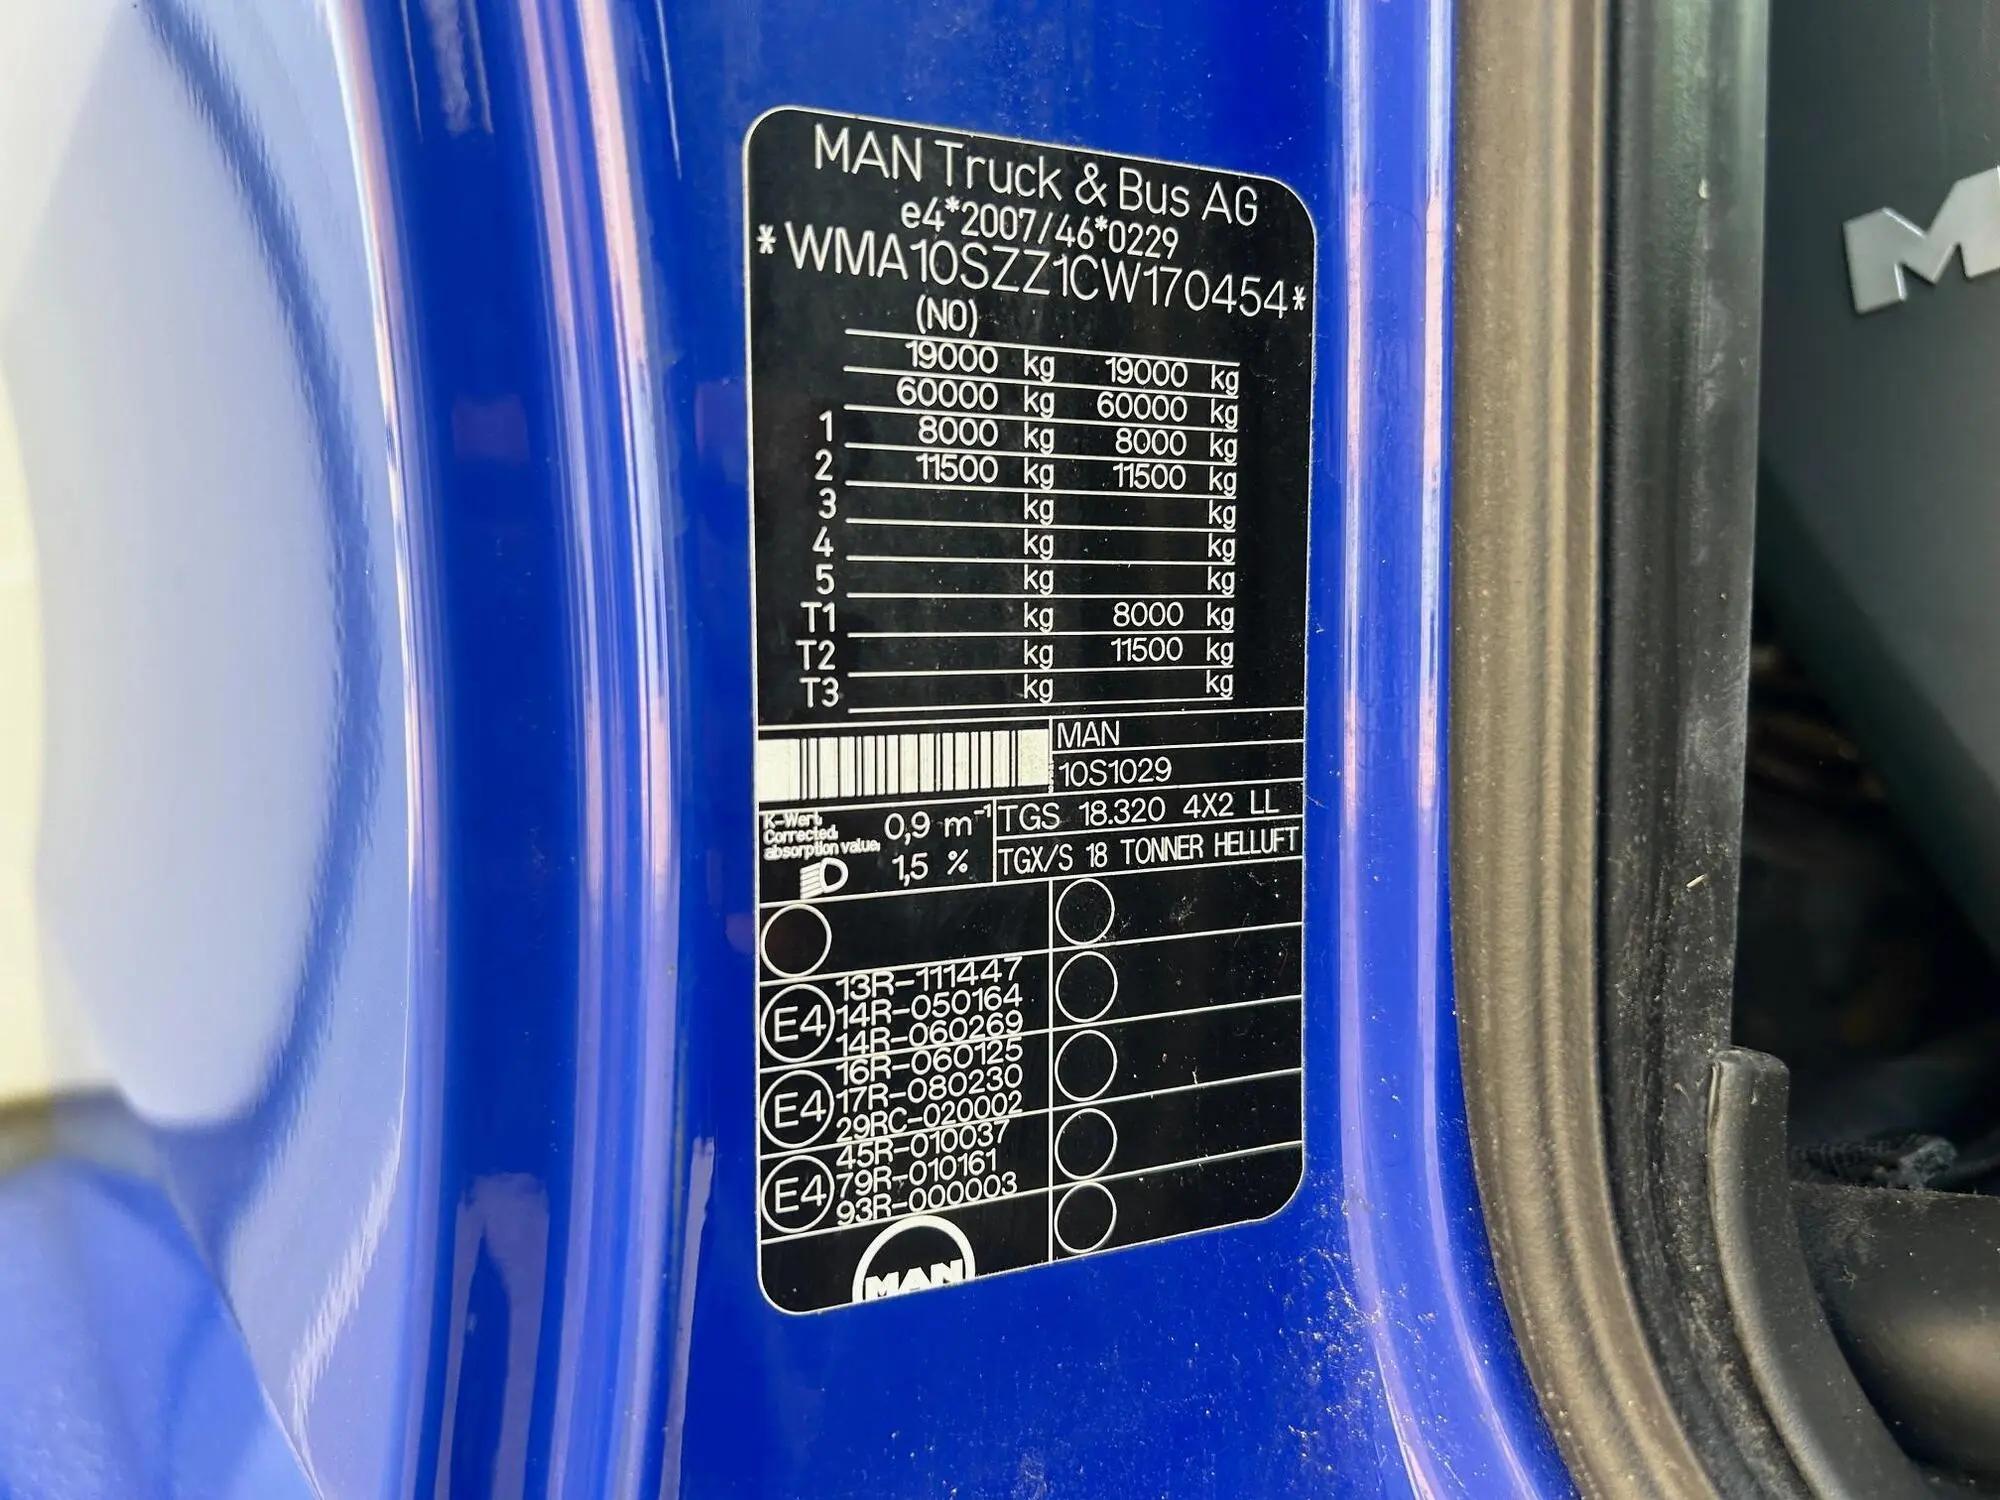 MAN Truck & Bus AG
e4*2007/46*0229
*WMA10SZZ1CW170454*
(NO)
19000 kg 19000 kg
60000 kg 60000 kg
1 8000 kg 8000 kg
2 11500 kg 11500 kg
3 kg kg
4 kg kg
5 kg kg
T1 kg 8000 kg
T2 kg 11500 kg
T3 kg kg
MAN
10S1029
K-Wert
Corrected
absorption value
0,9 m⁻¹
1,5 %
TGS 18.320 4X2 LL
TGX/S 18 TONNER HELLUFT
13R-111447
E4 14R-050164
14R-060269
16R-060125
E4 17R-080230
29RC-020002
45R-010037
E4 79R-010161
93R-000003
MAN
M